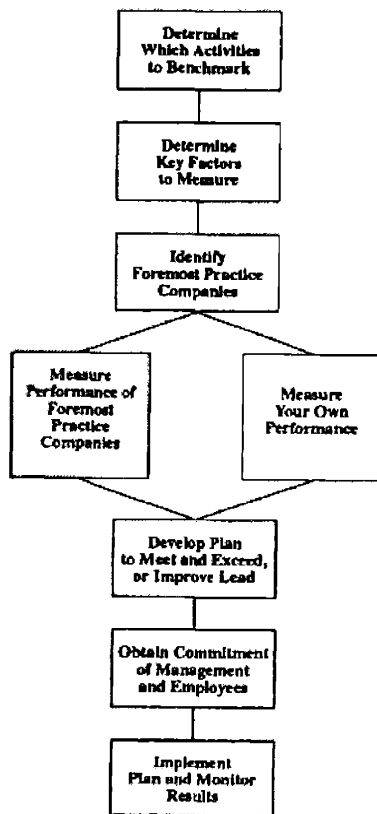 Determine
Which Activities
to Benchmark
Determine
Key Factors
to Measure
Identify
Foremost Practice
Companies
Measure
Performance of
Foremost
Practice
Companies
Measure
Your Own
Performance
Develop Plan
to Meet and Exceed,
or Improve Lead
Obtain Commitment
of Management
and Employees
Implement
Plan and Monitor
Results